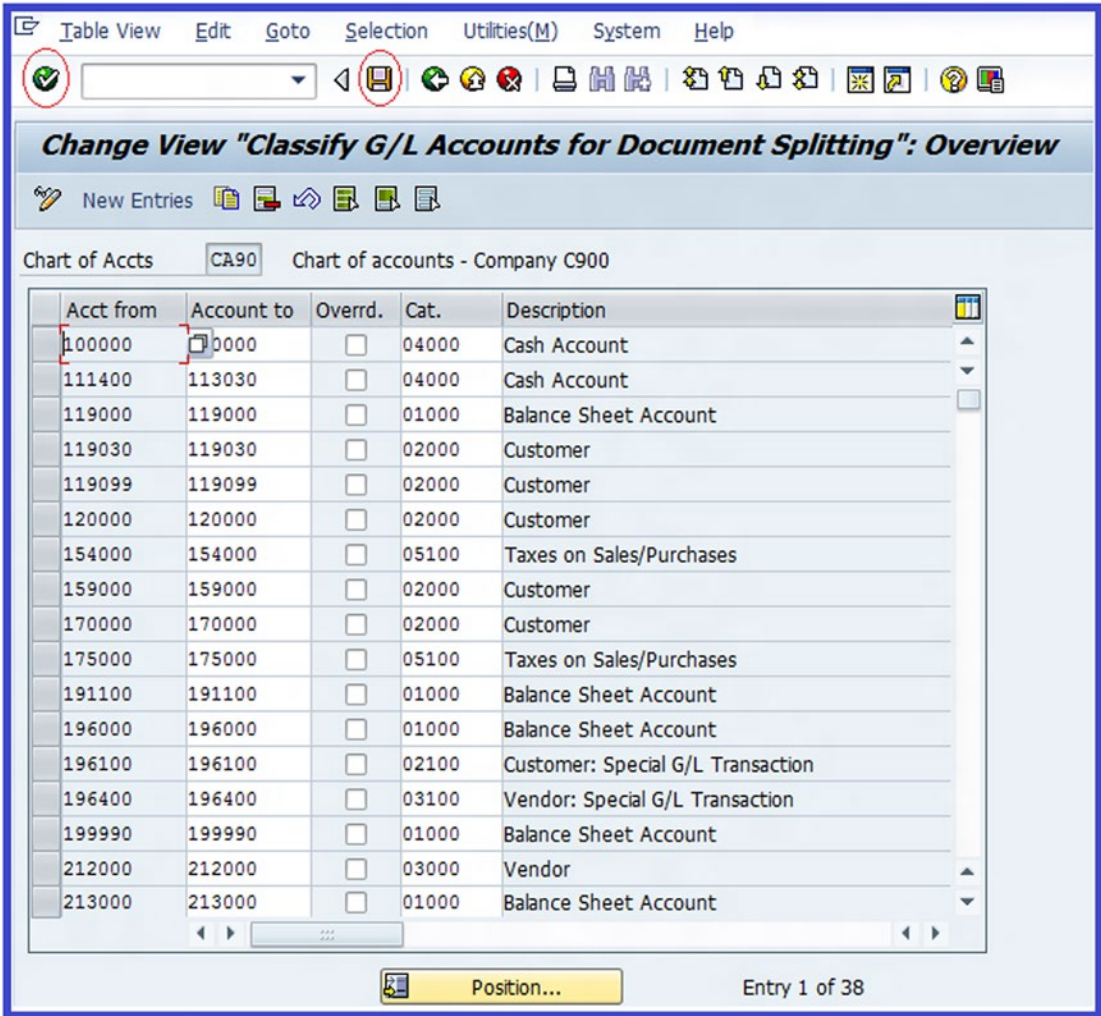 Table View Edit Goto Selection Utilities(M) System Help
Change View "Classify G/L Accounts for Document Splitting": Overview
New Entries
Chart of Accts CA90 Chart of accounts - Company C900
Acct from Account to Overrd. Cat. Description
100000 0000 04000 Cash Account
111400 113030 04000 Cash Account
119000 119000 01000 Balance Sheet Account
119030 119030 02000 Customer
119099 119099 02000 Customer
120000 120000 02000 Customer
154000 154000 05100 Taxes on Sales/Purchases
159000 159000 02000 Customer
170000 170000 02000 Customer
175000 175000 05100 Taxes on Sales/Purchases
191100 191100 01000 Balance Sheet Account
196000 196000 01000 Balance Sheet Account
196100 196100 02100 Customer: Special G/L Transaction
196400 196400 03100 Vendor: Special G/L Transaction
199990 199990 01000 Balance Sheet Account
212000 212000 03000 Vendor
213000 213000 01000 Balance Sheet Account
Position... Entry 1 of 38